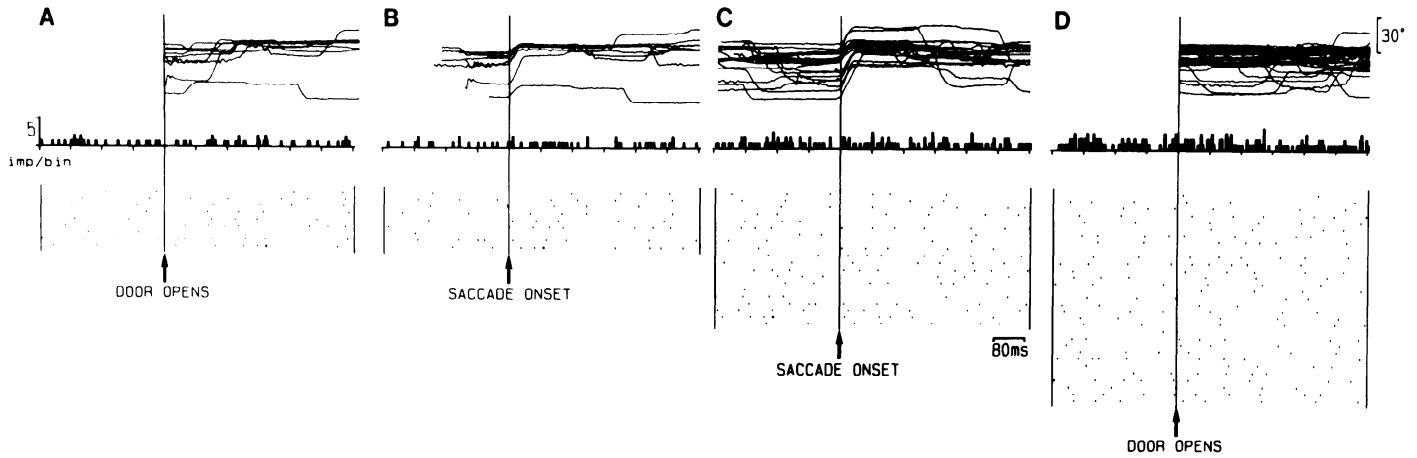 A
B
C
D
30°
5
imp/bin
DOOR OPENS
SACCADE ONSET
80ms
SACCADE ONSET
DOOR OPENS